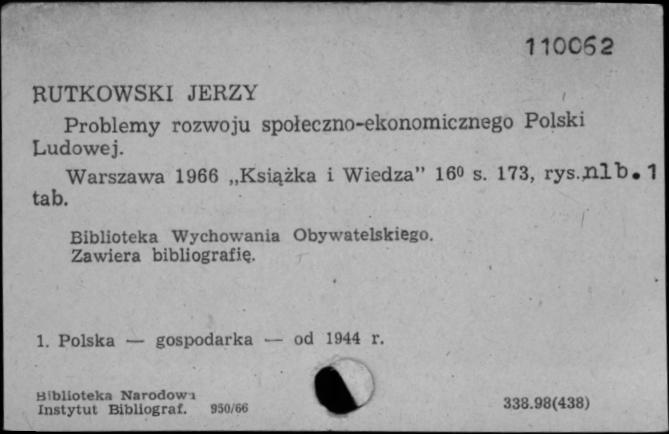 110062
RUTKOWSKI JERZY
Problemy rozwoju społeczno-ekonomicznego Polski
Ludowej.
Warszawa 1966 „Książka i Wiedza” 16⁰ s. 173, rys., nlb. 1
tab.
Biblioteka Wychowania Obywatelskiego.
Zawiera bibliografię.
1. Polska — gospodarka — od 1944 r.
Biblioteka Narodowa
Instytut Bibliograf. 950/66
338.98(438)